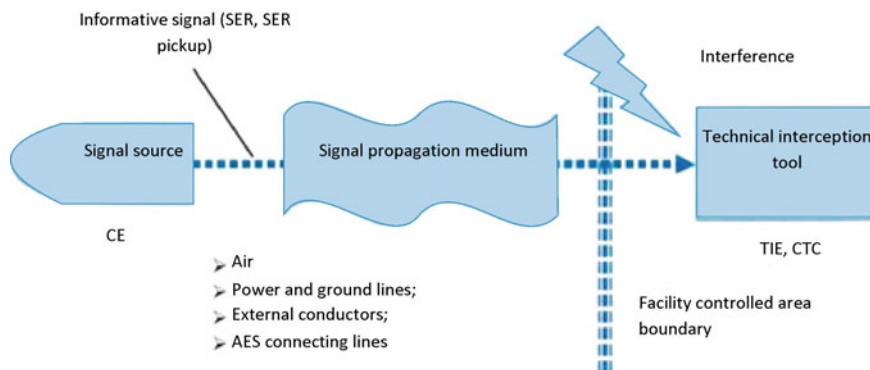 Informative signal (SER, SER
pickup)
Interference
Signal source
Signal propagation medium
Technical interception
tool
CE
TIE, CTC
Air
Power and ground lines;
External conductors;
AES connecting lines
Facility controlled area
boundary